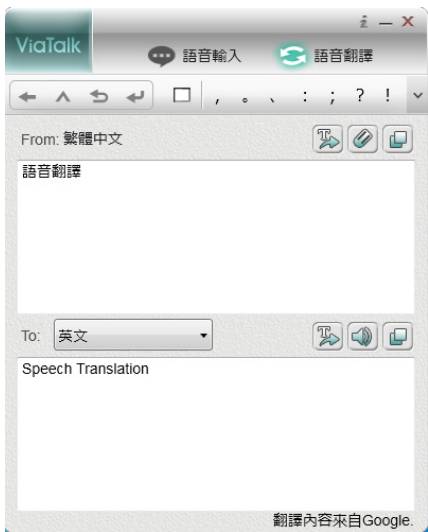 ViaTalk
語音輸入
語音翻譯
, 。 、 : ; ? !
From: 繁體中文
語音翻譯
To: 英文
Speech Translation
翻譯內容來自Google.